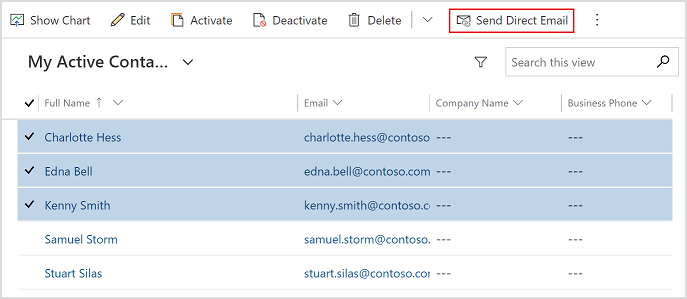 Show Chart Edit Activate Deactivate Delete Send Direct Email
My Active Conta... Search this view
Full Name ↑ Email Company Name Business Phone
Charlotte Hess charlotte.hess@contoso --- ---
Edna Bell edna.bell@contoso.com --- ---
Kenny Smith kenny.smith@contoso.c --- ---
Samuel Storm samuel.storm@contoso. --- ---
Stuart Silas stuart.silas@contoso.co --- ---